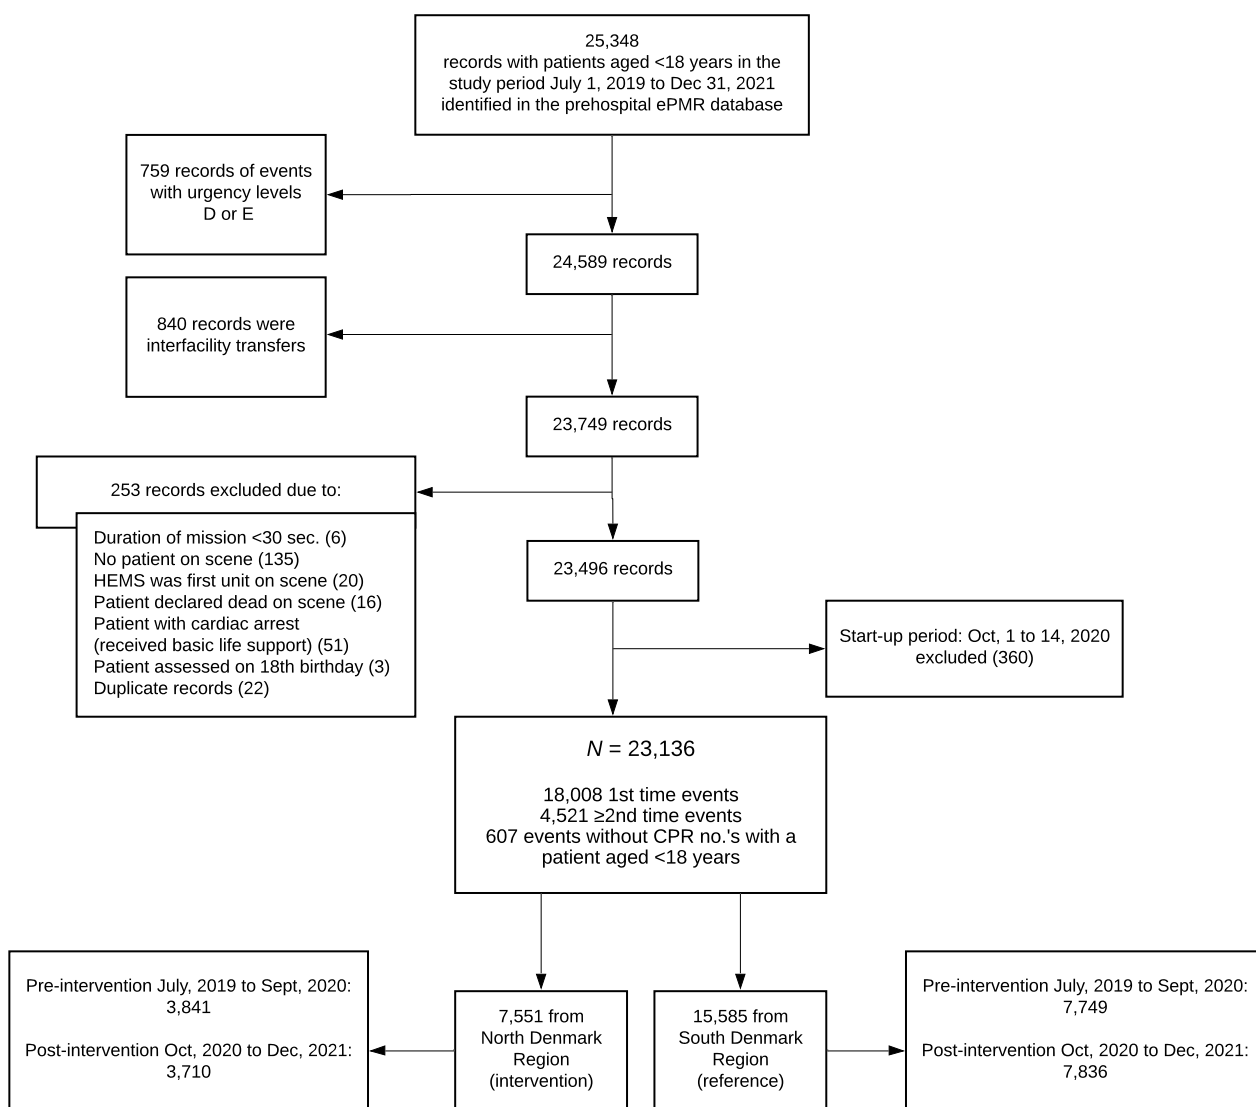 25,348
records with patients aged <18 years in the
study period July 1, 2019 to Dec 31, 2021
identified in the prehospital ePMR database
759 records of events
with urgency levels
D or E
24,589 records
840 records were
interfacility transfers
23,749 records
253 records excluded due to:
Duration of mission <30 sec. (6)
No patient on scene (135)
HEMS was first unit on scene (20)
Patient declared dead on scene (16)
Patient with cardiac arrest
(received basic life support) (51)
Patient assessed on 18th birthday (3)
Duplicate records (22)
23,496 records
Start-up period: Oct, 1 to 14, 2020
excluded (360)
N = 23,136
18,008 1st time events
4,521 ≥2nd time events
607 events without CPR no.'s with a
patient aged <18 years
Pre-intervention July, 2019 to Sept, 2020:
3,841
Post-intervention Oct, 2020 to Dec, 2021:
3,710
7,551 from
North Denmark
Region
(intervention)
15,585 from
South Denmark
Region
(reference)
Pre-intervention July, 2019 to Sept, 2020:
7,749
Post-intervention Oct, 2020 to Dec, 2021:
7,836